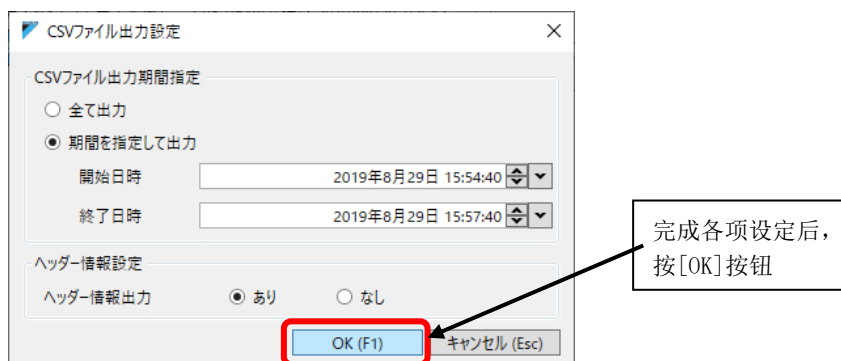 CSVファイル出力設定
CSVファイル出力期間指定
全て出力
期間を指定して出力
開始日時 2019年8月29日 15:54:40
終了日時 2019年8月29日 15:57:40
完成各项设定后，
按[OK]按钮
ヘッダー情報設定
ヘッダー情報出力 あり なし
OK (F1) キャンセル (Esc)